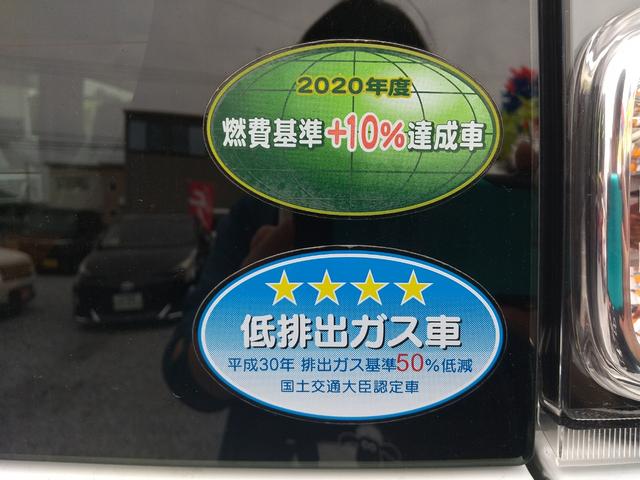 2020年度
燃費基準+10%達成車
低排出ガス車
平成30年 排出ガス基準50%低減
国土交通大臣認定車